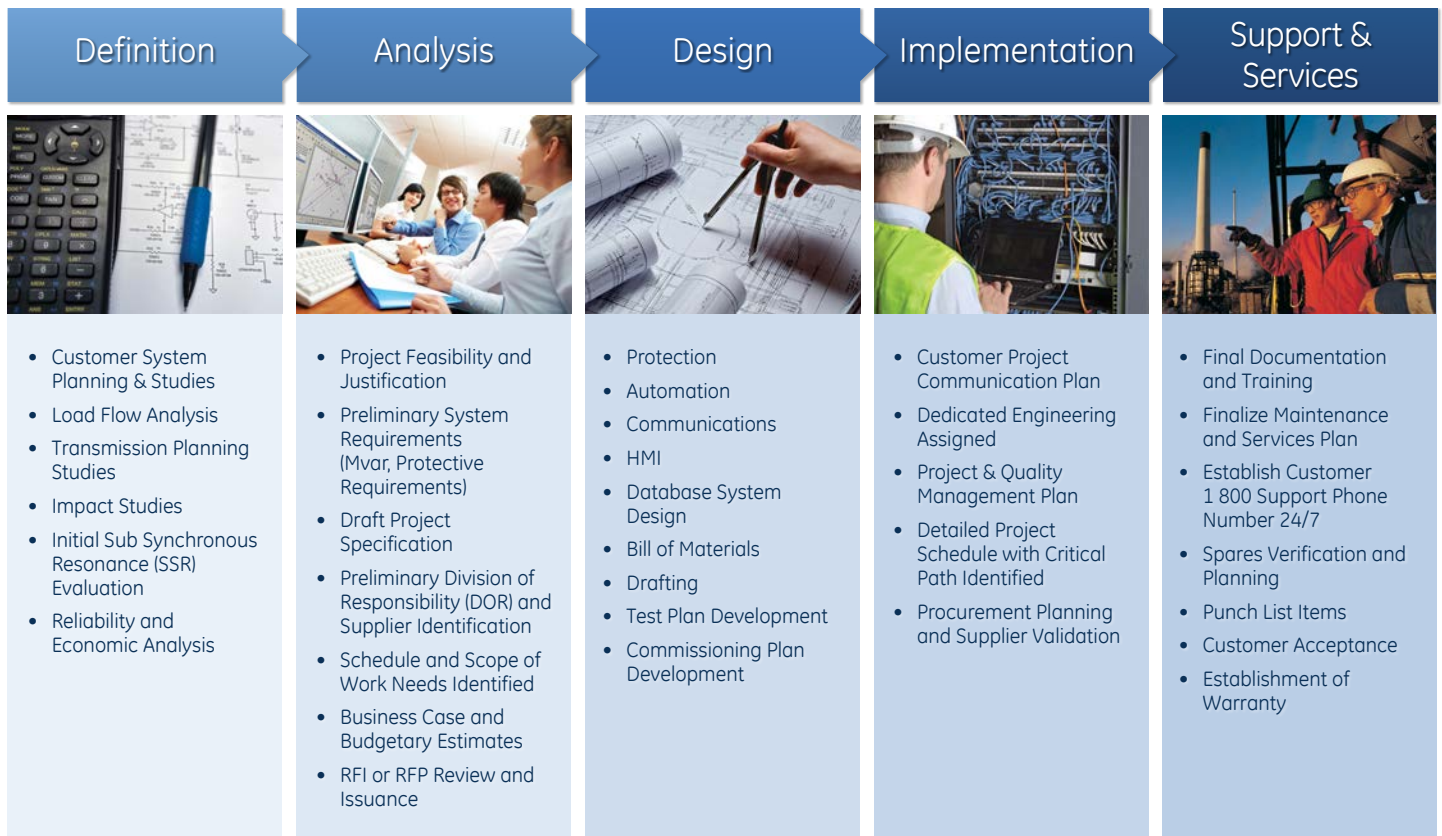 Definition
Analysis
Design
Implementation
Support &
Services
• Customer System
Planning & Studies
• Load Flow Analysis
• Transmission Planning
Studies
• Impact Studies
• Initial Sub Synchronous
Resonance (SSR)
Evaluation
• Reliability and
Economic Analysis
• Project Feasibility and
Justification
• Preliminary System
Requirements
(Mvar, Protective
Requirements)
• Draft Project
Specification
• Preliminary Division of
Responsibility (DOR) and
Supplier Identification
• Schedule and Scope of
Work Needs Identified
• Business Case and
Budgetary Estimates
• RFI or RFP Review and
Issuance
• Protection
• Automation
• Communications
• HMI
• Database System
Design
• Bill of Materials
• Drafting
• Test Plan Development
• Commissioning Plan
Development
• Customer Project
Communication Plan
• Dedicated Engineering
Assigned
• Project & Quality
Management Plan
• Detailed Project
Schedule with Critical
Path Identified
• Procurement Planning
and Supplier Validation
• Final Documentation
and Training
• Finalize Maintenance
and Services Plan
• Establish Customer
1 800 Support Phone
Number 24/7
• Spares Verification and
Planning
• Punch List Items
• Customer Acceptance
• Establishment of
Warranty